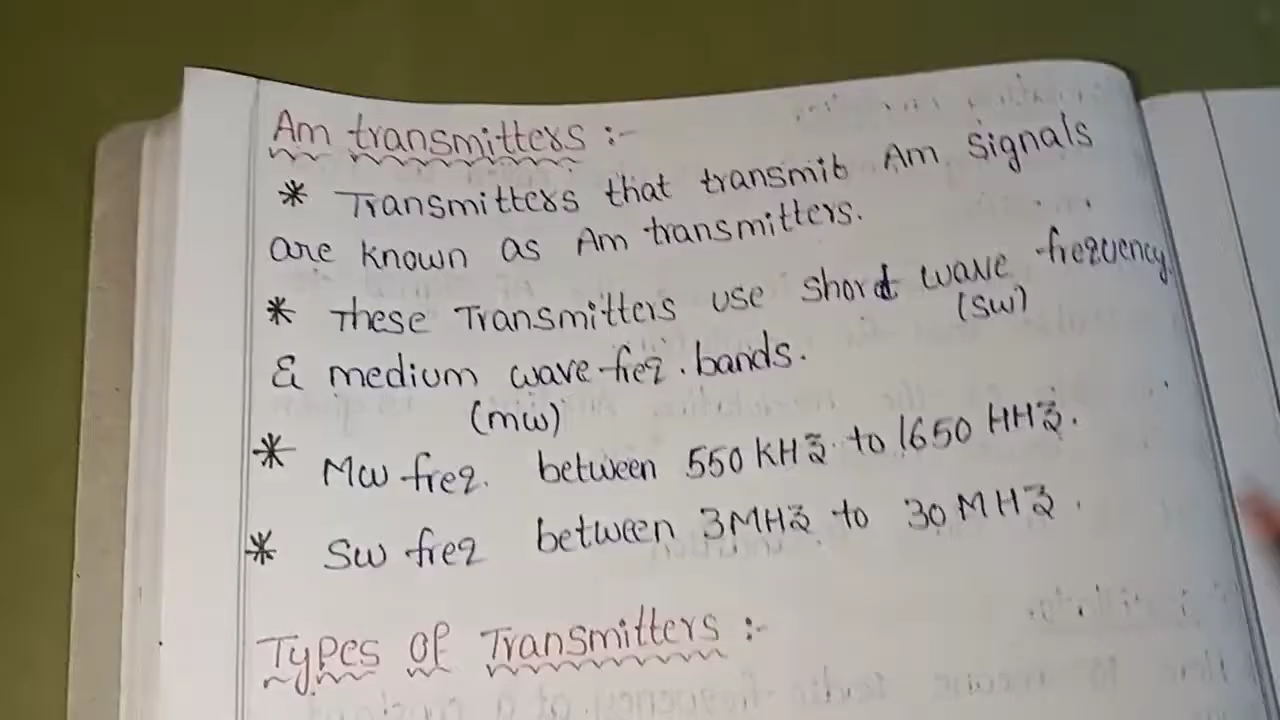 Am transmitters :-
* Transmitters that transmit Am signals
are known as Am transmitters.
* These Transmitters use short wave frequency
(SW)
& medium wave freq. bands.
(mw)
* Mw freq. between 550 KHz to 1650 HHz.
* Sw freq between 3MHz to 30 MHz.
Types of Transmitters :-